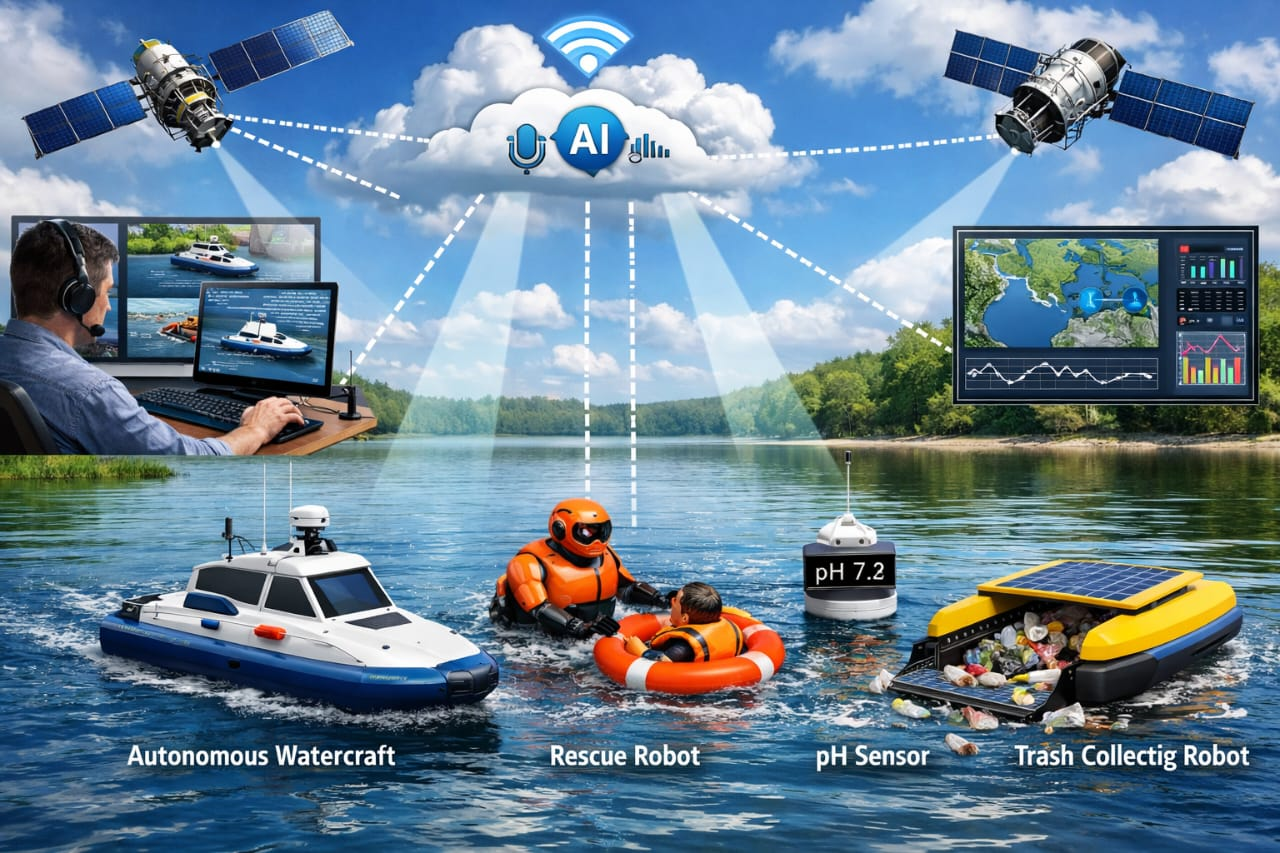 AI
pH 7.2
Autonomous Watercraft
Rescue Robot
pH Sensor
Trash Collectig Robot